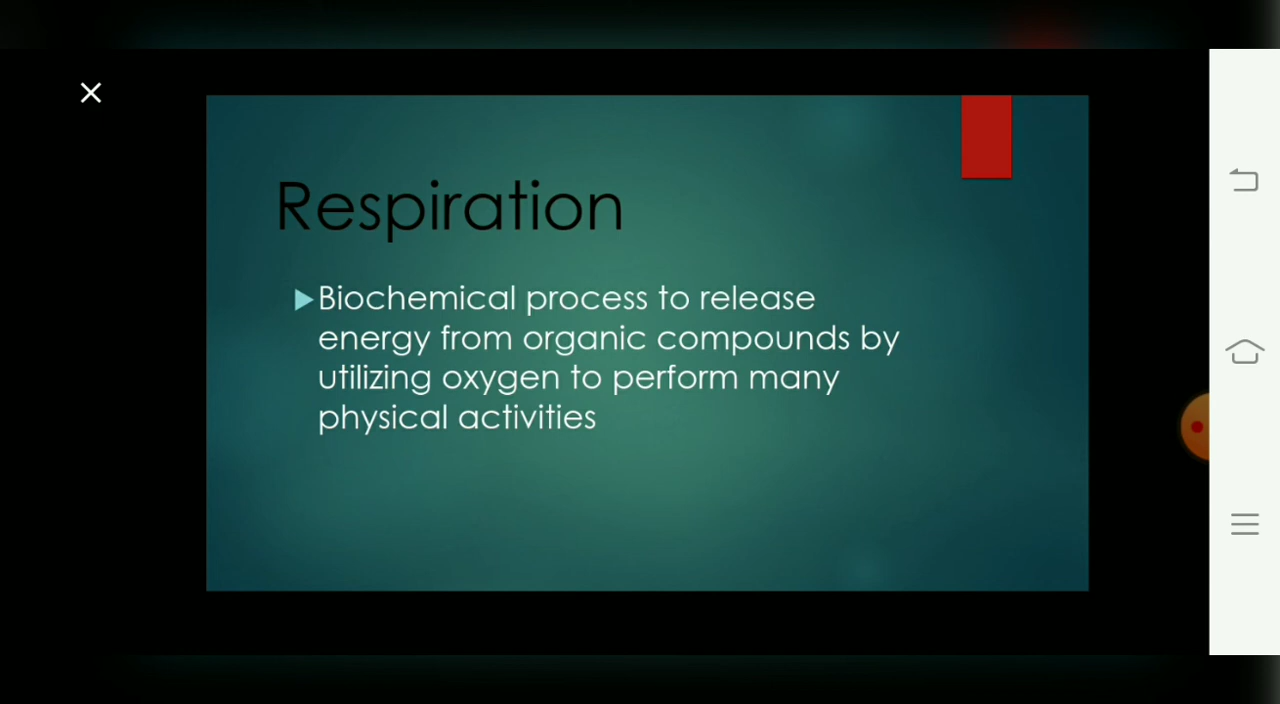 Respiration
Biochemical process to release
energy from organic compounds by
utilizing oxygen to perform many
physical activities